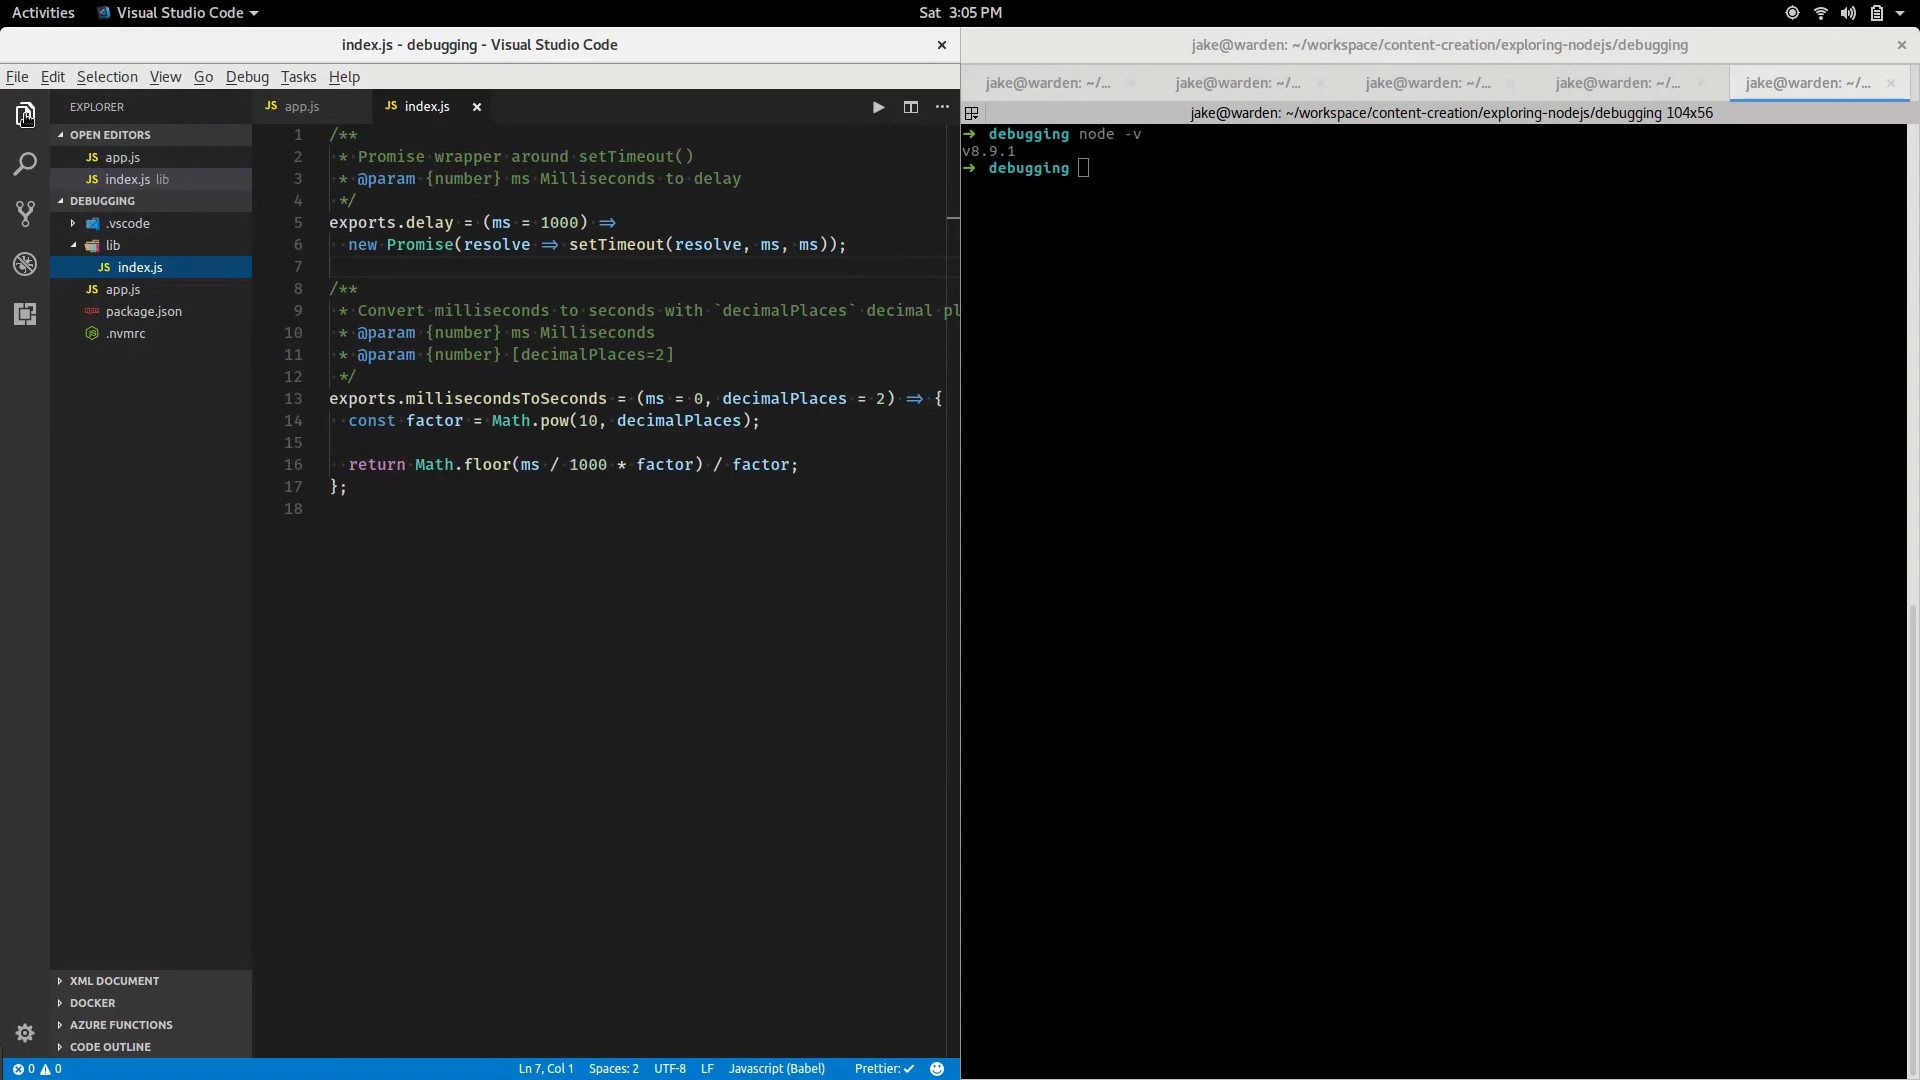 Activities Visual Studio Code Sat 3:05 PM
index.js - debugging - Visual Studio Code
File Edit Selection View Go Debug Tasks Help
EXPLORER
OPEN EDITORS
JS app.js
JS index.js lib
DEBUGGING
.vscode
lib
JS index.js
JS app.js
package.json
.nvmrc
XML DOCUMENT
DOCKER
AZURE FUNCTIONS
CODE OUTLINE
JS app.js JS index.js
1 /**
2 * Promise wrapper around setTimeout()
3 * @param {number} ms Milliseconds to delay
4 */
5 exports.delay = (ms = 1000) =>
6 new Promise(resolve => setTimeout(resolve, ms, ms));
7
8 /**
9 * Convert milliseconds to seconds with `decimalPlaces` decimal pl
10 * @param {number} ms Milliseconds
11 * @param {number} [decimalPlaces=2]
12 */
13 exports.millisecondsToSeconds = (ms = 0, decimalPlaces = 2) => {
14 const factor = Math.pow(10, decimalPlaces);
15
16 return Math.floor(ms / 1000 * factor) / factor;
17 };
18
0 0 Ln 7, Col 1 Spaces: 2 UTF-8 LF Javascript (Babel) Prettier: ✓
jake@warden: ~/workspace/content-creation/exploring-nodejs/debugging
jake@warden: ~/... jake@warden: ~/... jake@warden: ~/... jake@warden: ~/... jake@warden: ~/...
jake@warden: ~/workspace/content-creation/exploring-nodejs/debugging 104x56
➜ debugging node -v
v8.9.1
➜ debugging